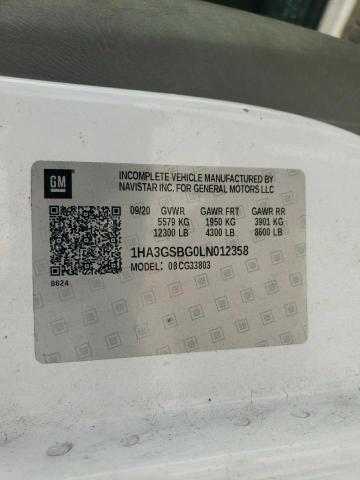 GM
INCOMPLETE VEHICLE MANUFACTURED BY
NAVISTAR INC. FOR GENERAL MOTORS LLC
09/20 GVWR GAWR FRT GAWR RR
5579 KG 1950 KG 3901 KG
12300 LB 4300 LB 8600 LB
1HA3GSBG0LN012358
MODEL: 08CG33803
8624